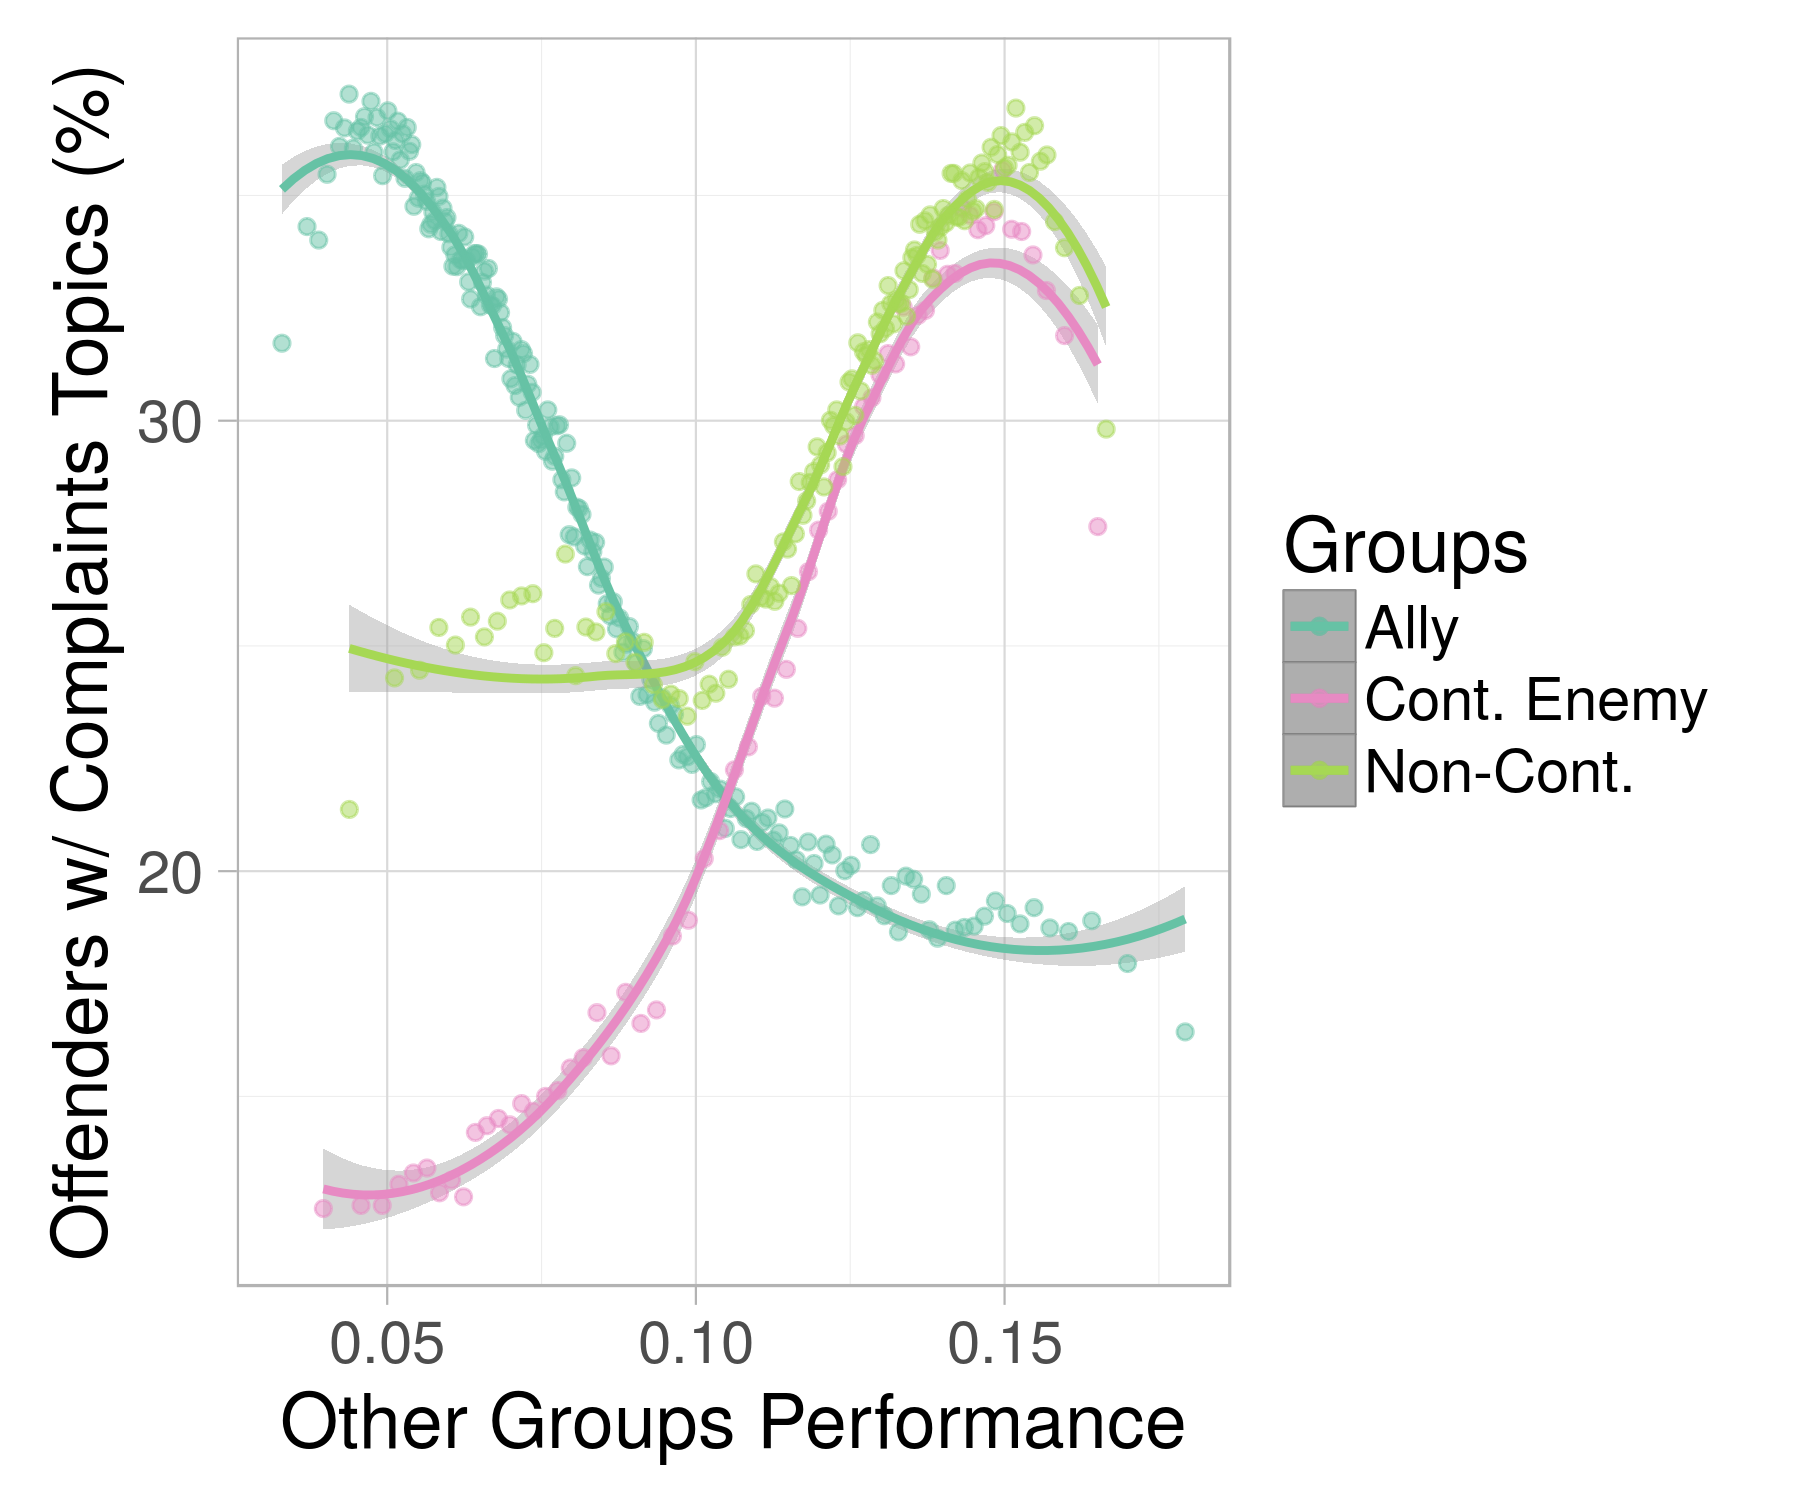 Offenders w/ Complaints Topics (%)
30
20
0.05 0.10 0.15
Other Groups Performance
Groups
Ally
Cont. Enemy
Non-Cont.